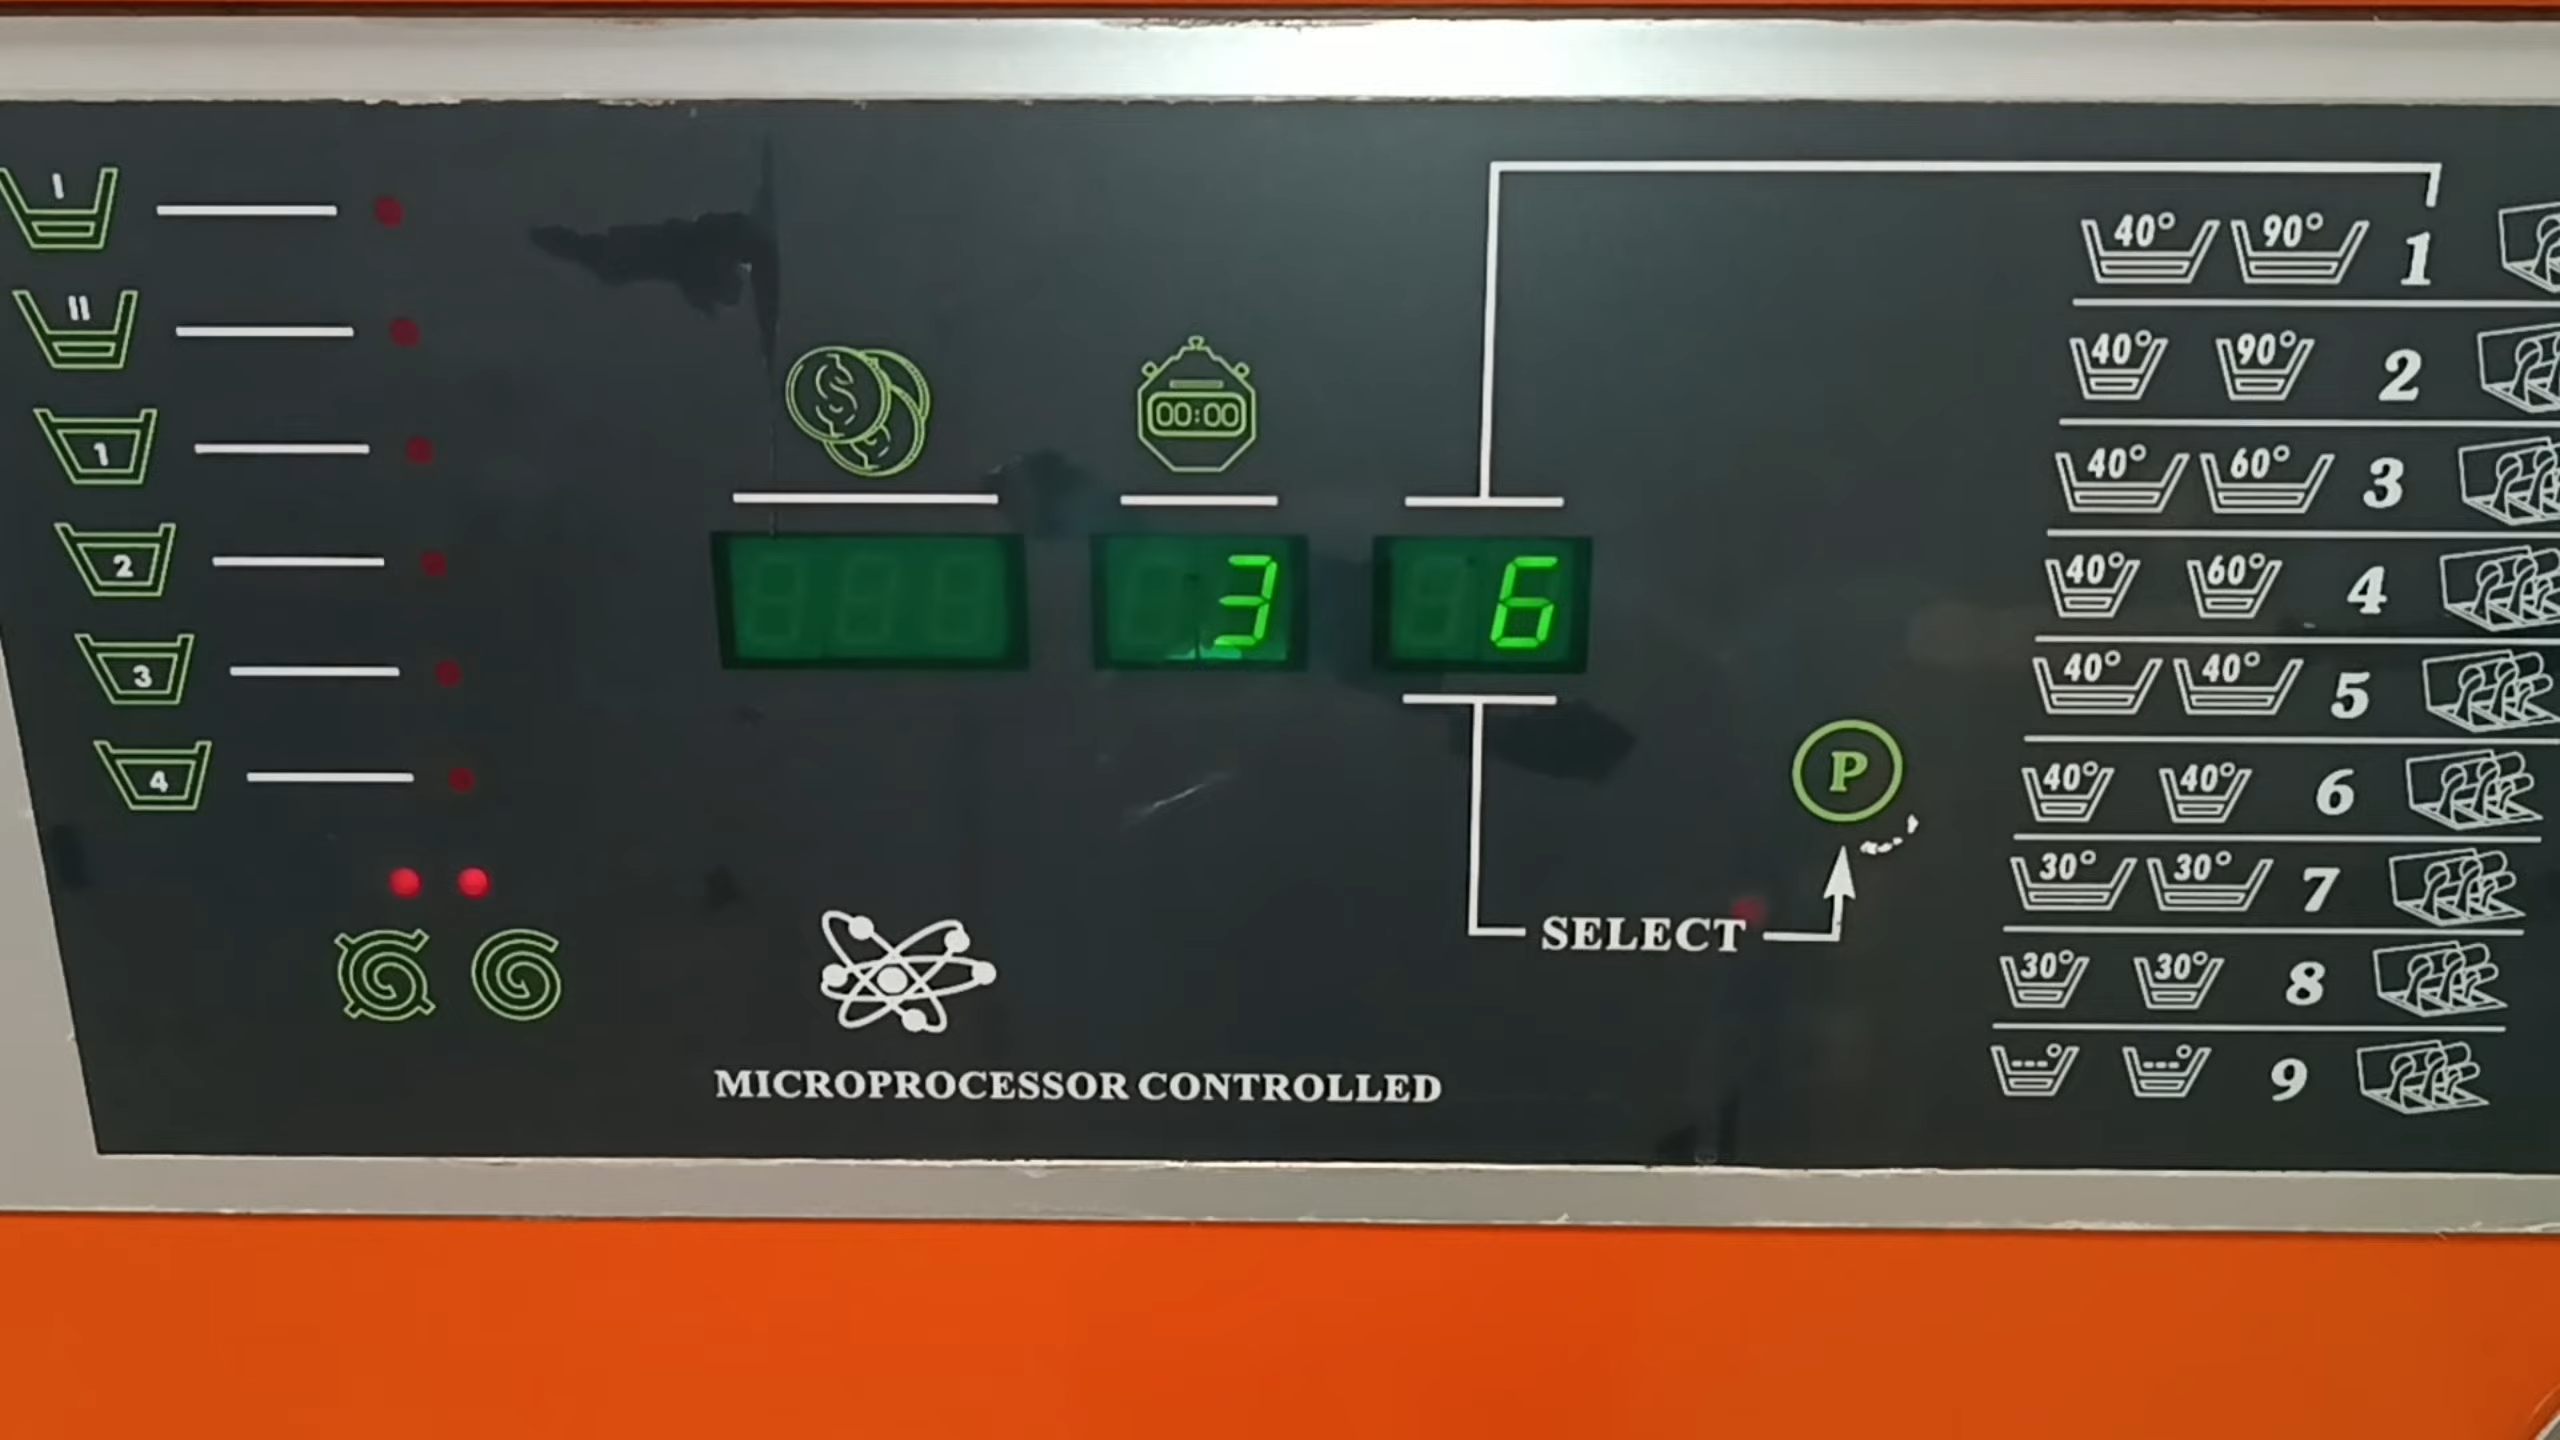 I
II
1
2
3
4
$ $
00:00
3 6
SELECT
P
MICROPROCESSOR CONTROLLED
40° 90° 1
40° 90° 2
40° 60° 3
40° 60° 4
40° 40° 5
40° 40° 6
30° 30° 7
30° 30° 8
---° ---° 9